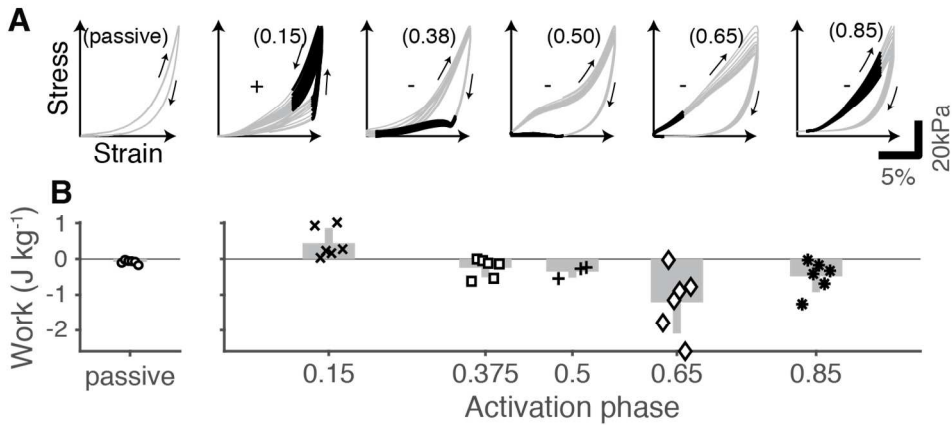 A
Stress
(passive)
(0.15)
(0.38)
(0.50)
(0.65)
(0.85)
+
-
-
-
-
Strain
20kPa
5%
B
Work (J kg⁻¹)
1
0
-1
-2
passive
0.15
0.375
0.5
0.65
0.85
Activation phase